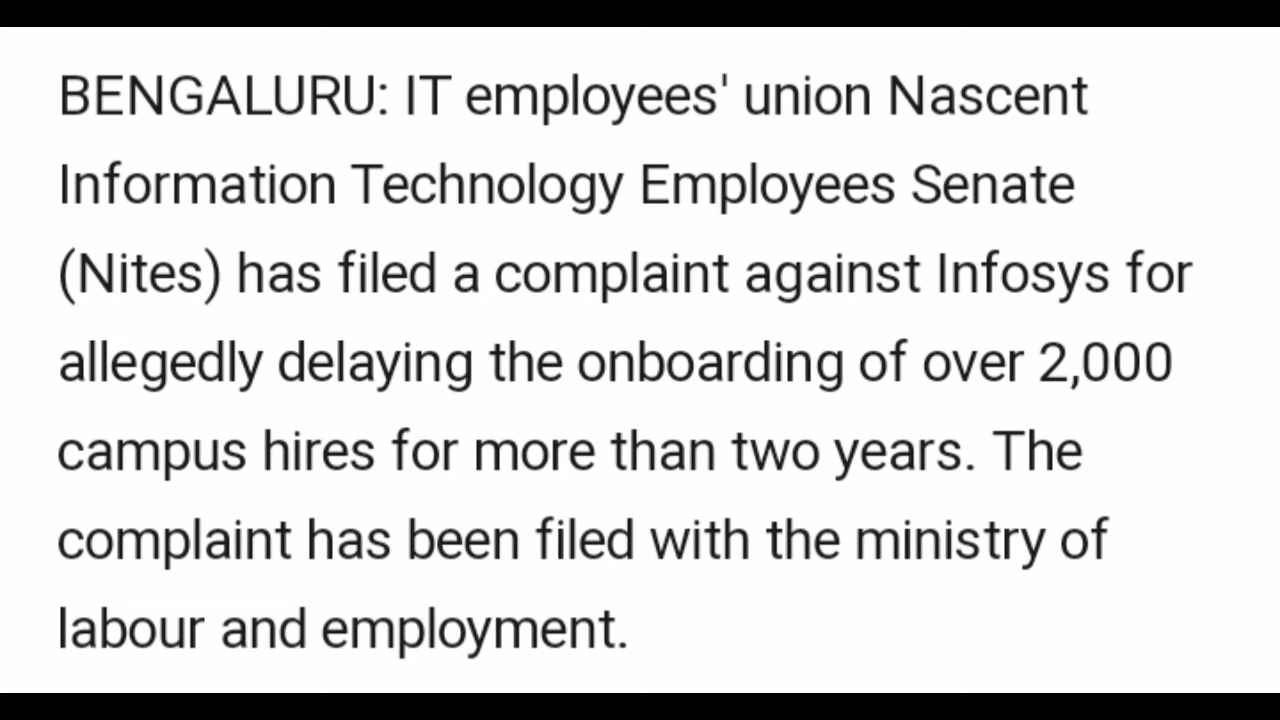 BENGALURU: IT employees' union Nascent
Information Technology Employees Senate
(Nites) has filed a complaint against Infosys for
allegedly delaying the onboarding of over 2,000
campus hires for more than two years. The
complaint has been filed with the ministry of
labour and employment.